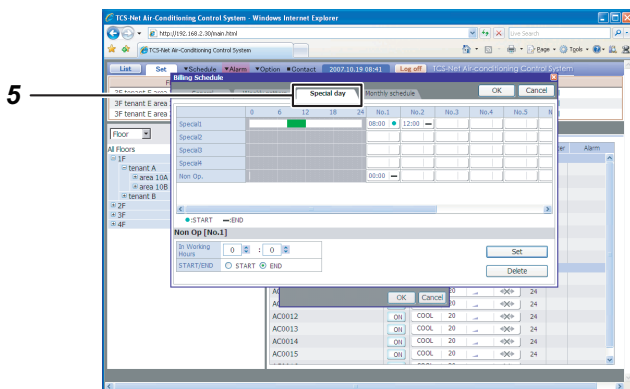 TCS-Net Air-Conditioning Control System - Windows Internet Explorer
http://192.168.2.30/main.html
Live Search
TCS-Net Air-Conditioning Control System
Page Tools
List Set Schedule Alarm Option Contact 2007.10.19 08:41 Log off TCS-Net Air-conditioning Control System
Billing Schedule
5
Special day Monthly schedule OK Cancel
3F tenant E area
3F tenant E area
0 6 12 18 24 No.1 No.2 No.3 No.4 No.5 N
Special1 08:00 12:00
Special2
Special3
Special4
Non Op. 00:00
Floor
All Floors
1F
tenant A
area 10A
area 10B
tenant B
2F
3F
4F
er Alarm
●:START —:END
Non Op [No.1]
In Working Hours 0 : 0
START/END START END
Set
Delete
OK Cancel
AC0012 ON COOL 20 24
AC0013 ON COOL 20 24
AC0014 ON COOL 20 24
AC0015 ON COOL 20 24